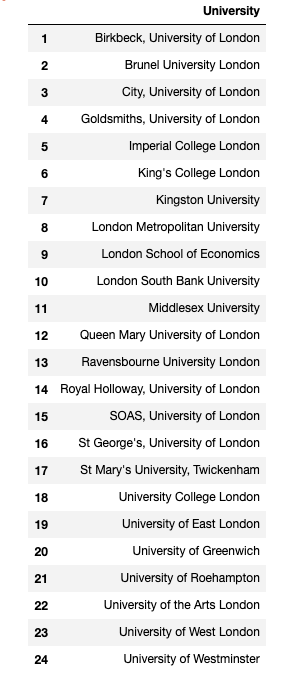 University
1 Birkbeck, University of London
2 Brunel University London
3 City, University of London
4 Goldsmiths, University of London
5 Imperial College London
6 King's College London
7 Kingston University
8 London Metropolitan University
9 London School of Economics
10 London South Bank University
11 Middlesex University
12 Queen Mary University of London
13 Ravensbourne University London
14 Royal Holloway, University of London
15 SOAS, University of London
16 St George's, University of London
17 St Mary's University, Twickenham
18 University College London
19 University of East London
20 University of Greenwich
21 University of Roehampton
22 University of the Arts London
23 University of West London
24 University of Westminster